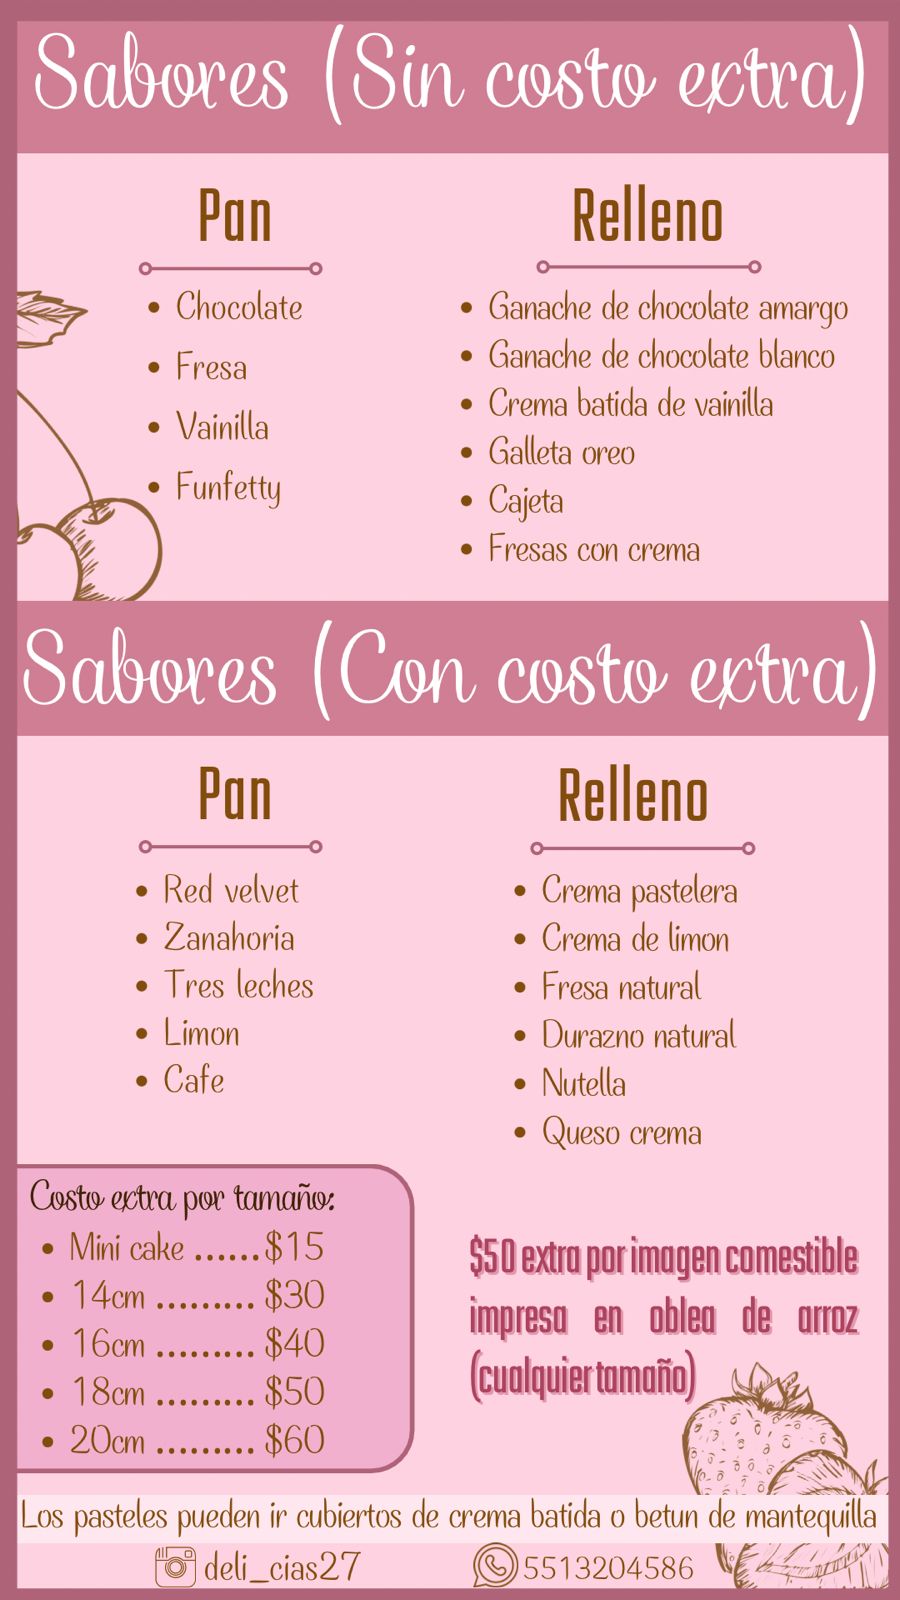 Sabores (Sin costo extra)
Pan
Chocolate
Fresa
Vainilla
Funfetty
Relleno
Ganache de chocolate amargo
Ganache de chocolate blanco
Crema batida de vainilla
Galleta oreo
Cajeta
Fresas con crema
Sabores (Con costo extra)
Pan
Red velvet
Zanahoria
Tres leches
Limon
Cafe
Relleno
Crema pastelera
Crema de limon
Fresa natural
Durazno natural
Nutella
Queso crema
Costo extra por tamaño:
Mini cake ......$15
14cm ......... $30
16cm ......... $40
18cm ......... $50
20cm ......... $60
$50 extra por imagen comestible
impresa en oblea de arroz
(cualquier tamaño)
Los pasteles pueden ir cubiertos de crema batida o betun de mantequilla
deli_cias27
5513204586